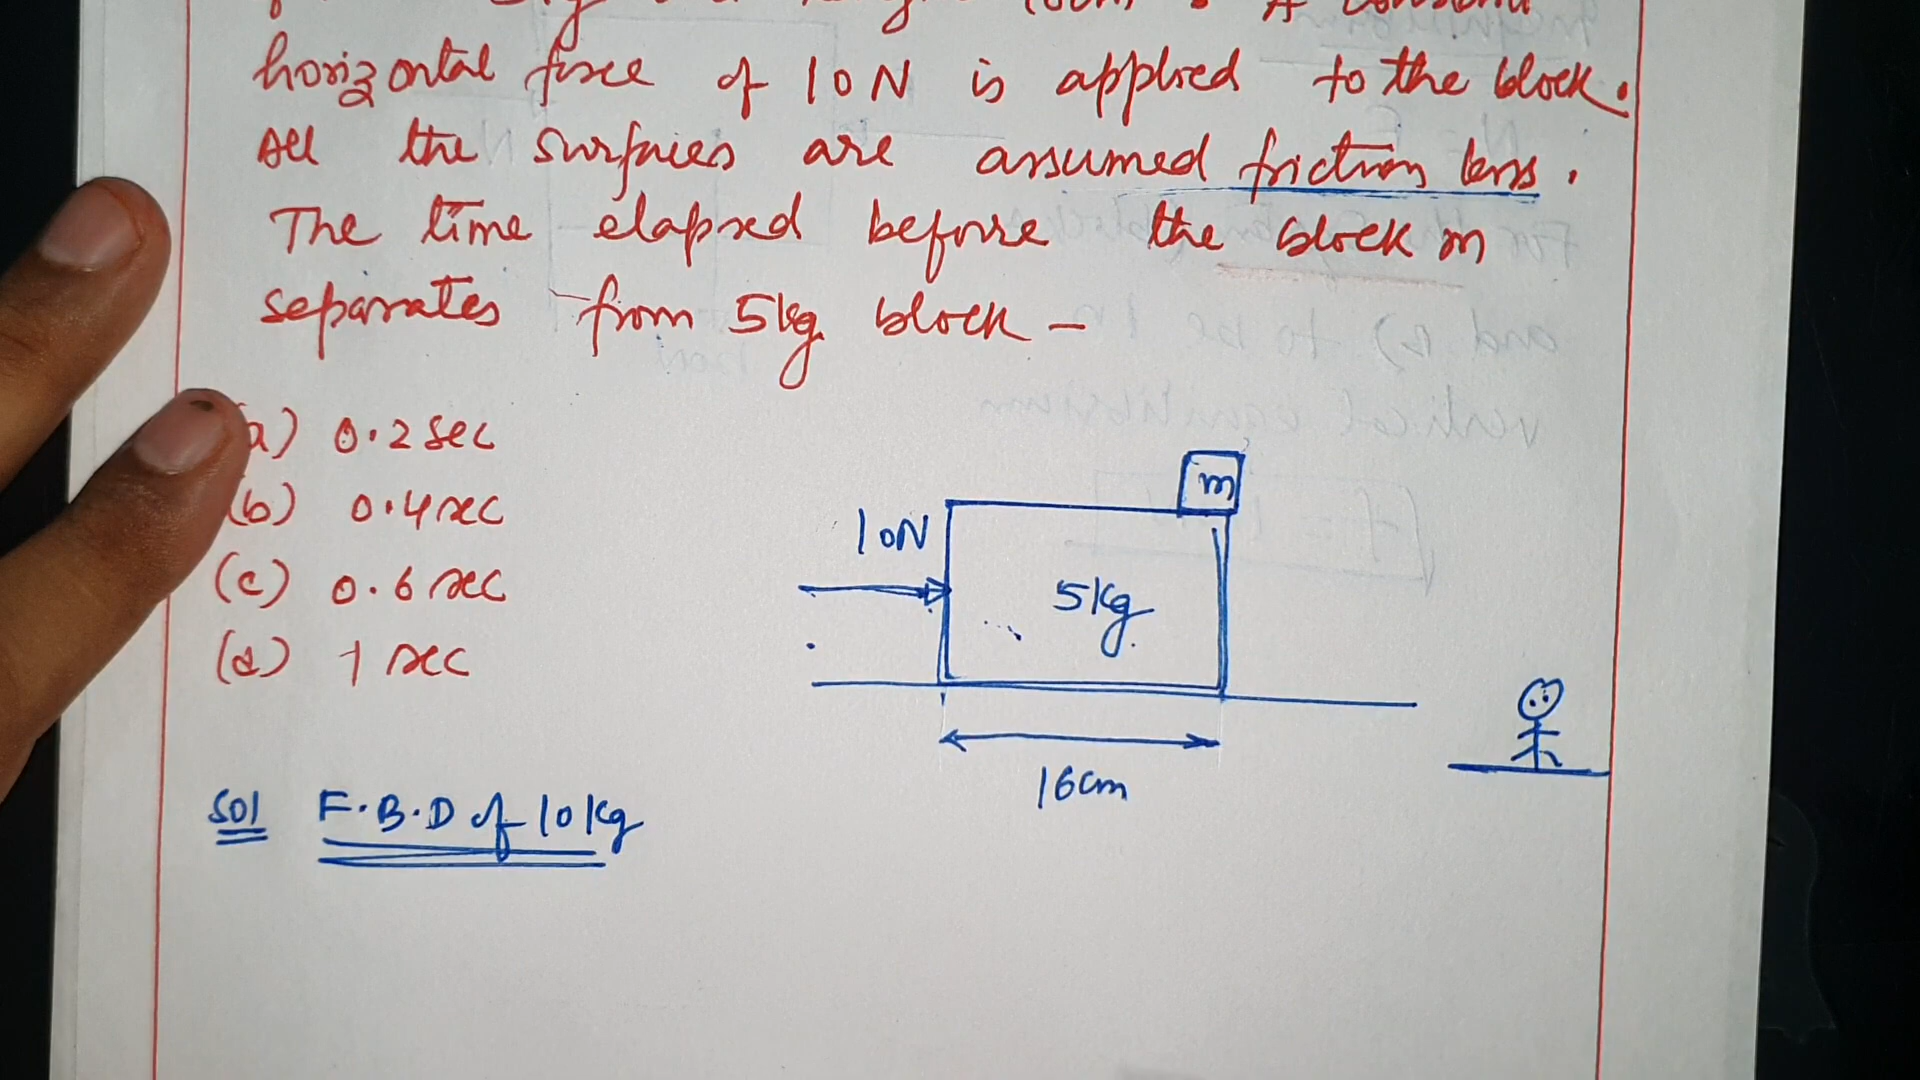 horizontal force of 10N is applied to the block.
All the surfaces are assumed friction less.
The time elapsed before the block m
separates from 5kg block -
(a) 0.2 sec
(b) 0.4 sec
(c) 0.6 sec
(d) 1 sec
m
10N
5kg.
16cm
Sol F.B.D of 10kg